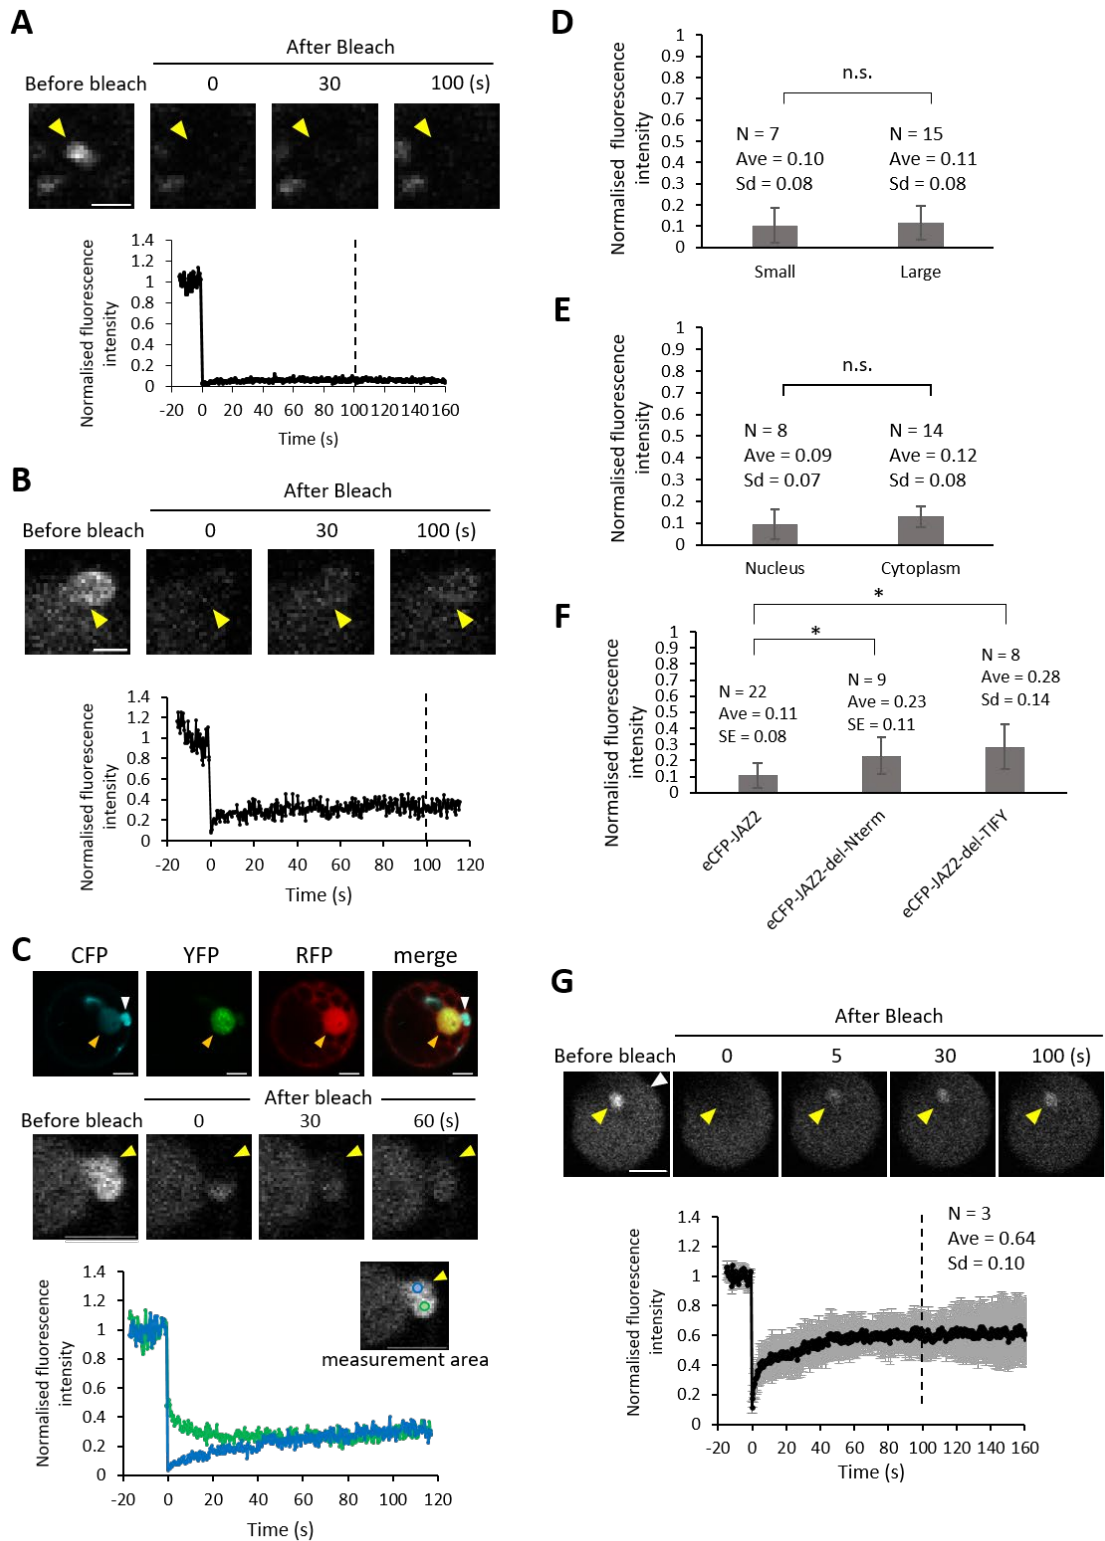 A
After Bleach
Before bleach 0 30 100 (s)
Normalised fluorescence intensity
1.4
1.2
1
0.8
0.6
0.4
0.2
0
-20 0 20 40 60 80 100 120 140 160
Time (s)
B
After Bleach
Before bleach 0 30 100 (s)
Normalised fluorescence intensity
1.4
1.2
1
0.8
0.6
0.4
0.2
0
-20 0 20 40 60 80 100 120
Time (s)
C
CFP YFP RFP merge
After bleach
Before bleach 0 30 60 (s)
measurement area
Normalised fluorescence intensity
1.4
1.2
1
0.8
0.6
0.4
0.2
0
-20 0 20 40 60 80 100 120
Time (s)
D
Normalised fluorescence intensity
1
0.9
0.8
0.7
0.6
0.5
0.4
0.3
0.2
0.1
0
n.s.
N = 7 N = 15
Ave = 0.10 Ave = 0.11
Sd = 0.08 Sd = 0.08
Small Large
E
Normalised fluorescence intensity
1
0.9
0.8
0.7
0.6
0.5
0.4
0.3
0.2
0.1
0
n.s.
N = 8 N = 14
Ave = 0.09 Ave = 0.12
Sd = 0.07 Sd = 0.08
Nucleus Cytoplasm
F
Normalised fluorescence intensity
1
0.9
0.8
0.7
0.6
0.5
0.4
0.3
0.2
0.1
0
*
*
N = 22
Ave = 0.11
SE = 0.08
N = 9
Ave = 0.23
SE = 0.11
N = 8
Ave = 0.28
Sd = 0.14
eCFP-JAZ2
eCFP-JAZ2-del-Nterm
eCFP-JAZ2-del-TIFY
G
After Bleach
Before bleach 0 5 30 100 (s)
Normalised fluorescence intensity
1.4
1.2
1
0.8
0.6
0.4
0.2
0
N = 3
Ave = 0.64
Sd = 0.10
-20 0 20 40 60 80 100 120 140 160
Time (s)